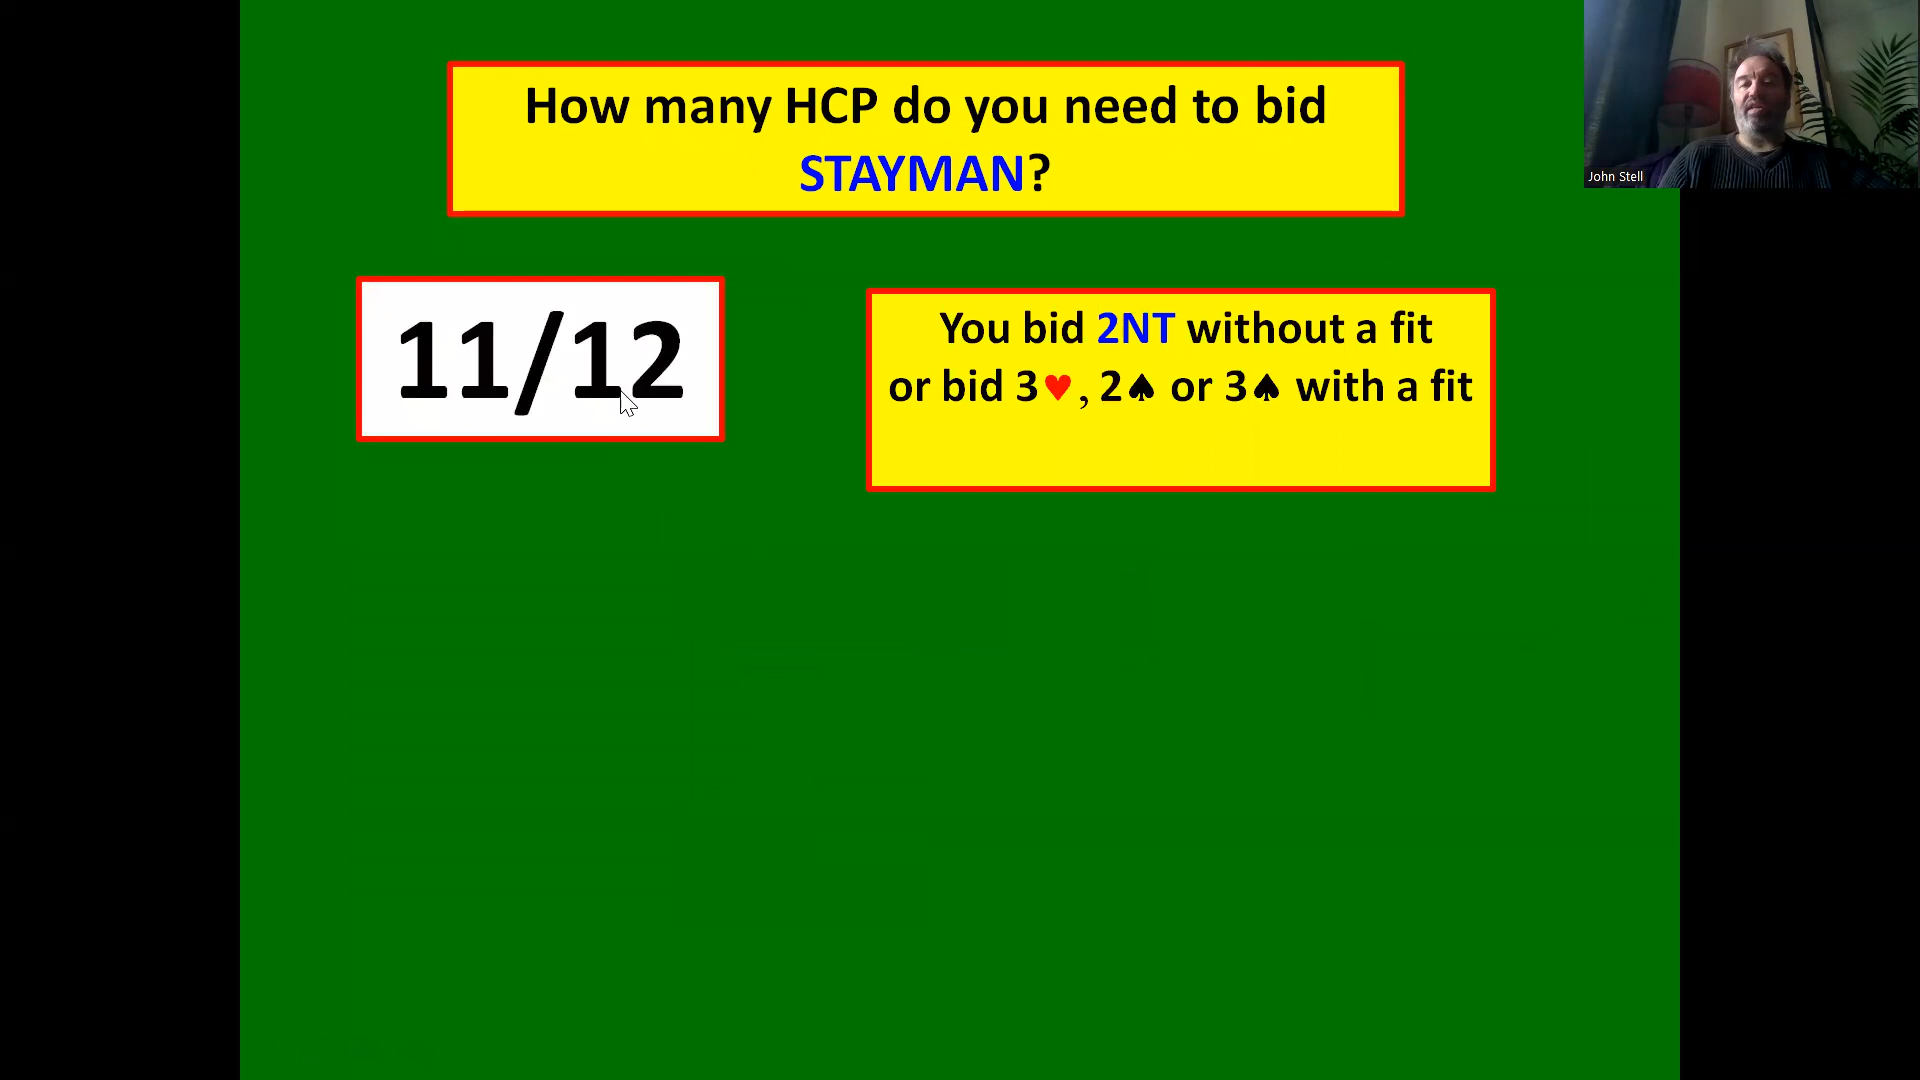 How many HCP do you need to bid
STAYMAN?
11/12
You bid 2NT without a fit
or bid 3♥, 2♠ or 3♠ with a fit
John Stell